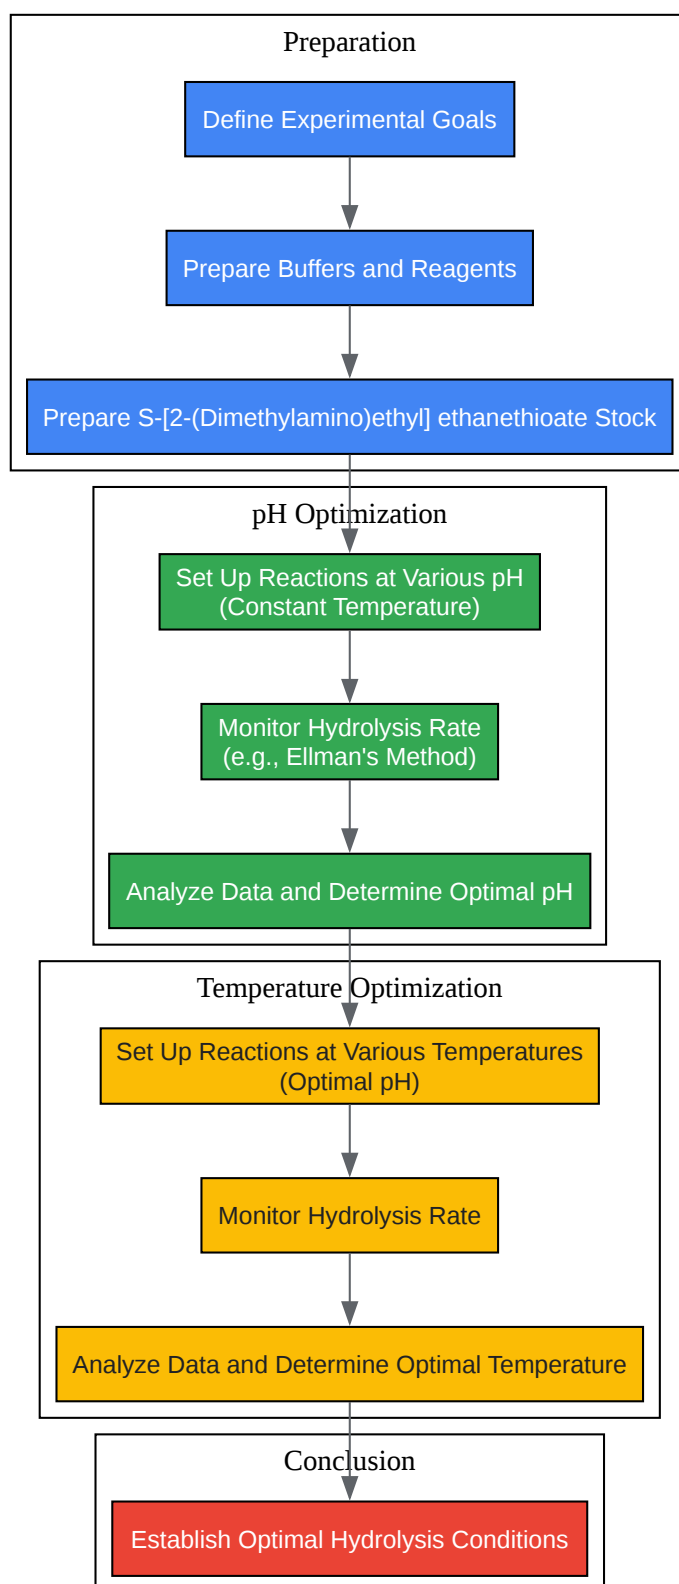 Preparation
Define Experimental Goals
Prepare Buffers and Reagents
Prepare S-[2-(Dimethylamino)ethyl] ethanethioate Stock
pH Optimization
Set Up Reactions at Various pH
(Constant Temperature)
Monitor Hydrolysis Rate
(e.g., Ellman's Method)
Analyze Data and Determine Optimal pH
Temperature Optimization
Set Up Reactions at Various Temperatures
(Optimal pH)
Monitor Hydrolysis Rate
Analyze Data and Determine Optimal Temperature
Conclusion
Establish Optimal Hydrolysis Conditions